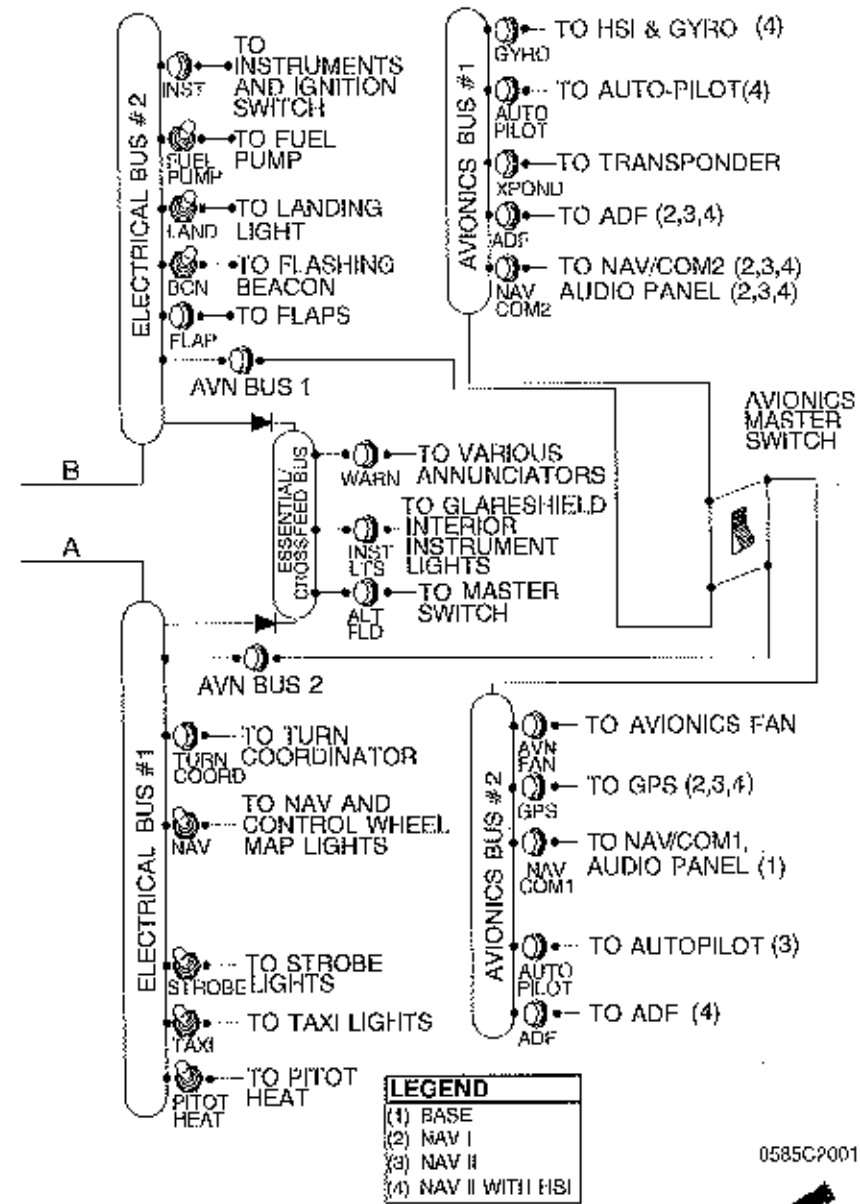 ELECTRICAL BUS #2
TO
INSTRUMENTS
AND IGNITION
SWITCH
INST
TO FUEL
PUMP
FUEL
PUMP
TO LANDING
LIGHT
LAND
TO FLASHING
BEACON
BCN
TO FLAPS
FLAP
AVN BUS 1
AVIONICS BUS #1
TO HSI & GYRO (4)
GYRO
TO AUTO-PILOT(4)
AUTO
PILOT
TO TRANSPONDER
XPOND
TO ADF (2,3,4)
ADF
TO NAV/COM2 (2,3,4)
AUDIO PANEL (2,3,4)
NAV
COM2
AVIONICS
MASTER
SWITCH
B
A
ESSENTIAL/
CROSSFEED BUS
TO VARIOUS
ANNUNCIATORS
WARN
TO GLARESHIELD
INTERIOR
INSTRUMENT
LIGHTS
INST
LTS
TO MASTER
SWITCH
ALT
FLD
ELECTRICAL BUS #1
AVN BUS 2
TO TURN
COORDINATOR
TURN
COORD
TO NAV AND
CONTROL WHEEL
MAP LIGHTS
NAV
TO STROBE
LIGHTS
STROBE
TO TAXI LIGHTS
TAXI
TO PITOT
HEAT
PITOT
HEAT
AVIONICS BUS #2
TO AVIONICS FAN
AVN
FAN
TO GPS (2,3,4)
GPS
TO NAV/COM1,
AUDIO PANEL (1)
NAV
COM1
TO AUTOPILOT (3)
AUTO
PILOT
TO ADF (4)
ADF
LEGEND
(1) BASE
(2) NAV I
(3) NAV II
(4) NAV II WITH HSI
0585C2001